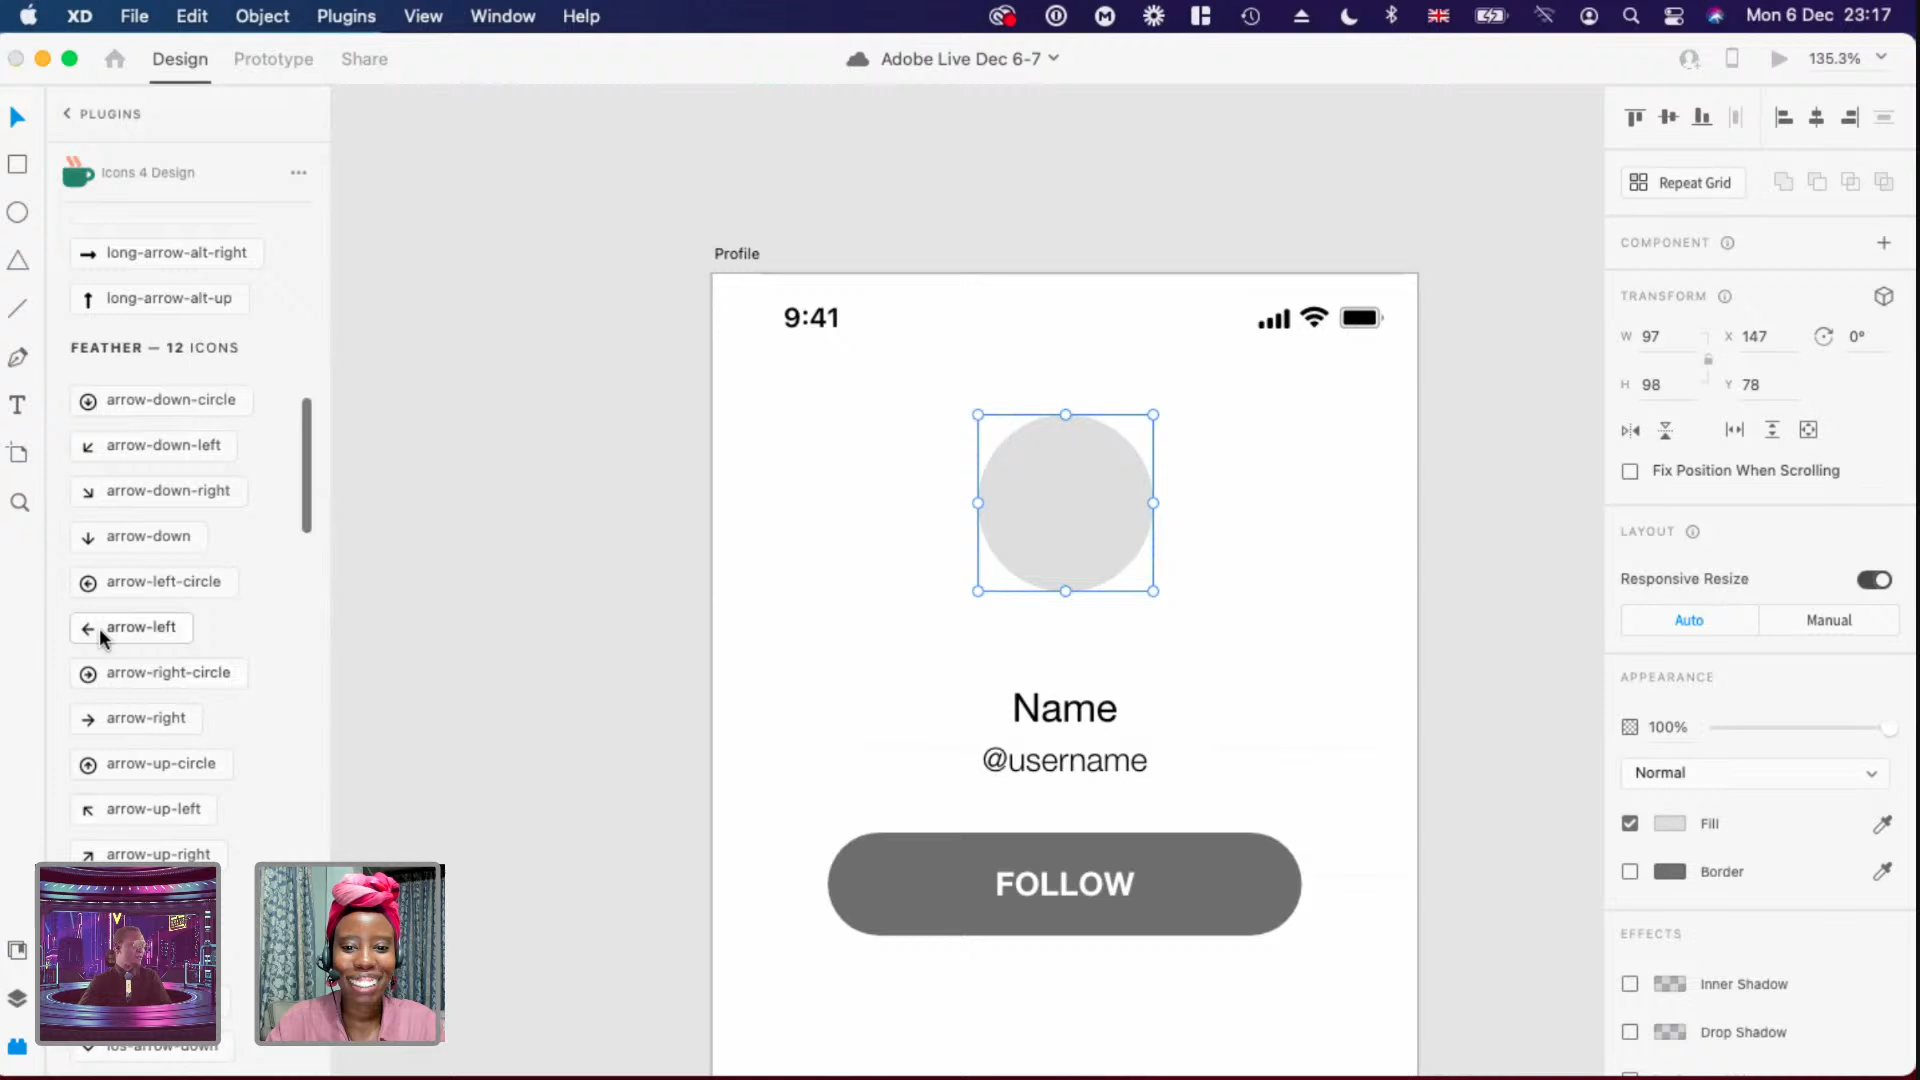 XD File Edit Object Plugins View Window Help Mon 6 Dec 23:17
Design Prototype Share Adobe Live Dec 6-7 135.3%
PLUGINS
Icons 4 Design
long-arrow-alt-right
long-arrow-alt-up
FEATHER — 12 ICONS
arrow-down-circle
arrow-down-left
arrow-down-right
arrow-down
arrow-left-circle
arrow-left
arrow-right-circle
arrow-right
arrow-up-circle
arrow-up-left
arrow-up-right
ios-arrow-down
Profile
9:41
Name
@username
FOLLOW
Repeat Grid
COMPONENT
TRANSFORM
W 97 X 147 0°
H 98 Y 78
Fix Position When Scrolling
LAYOUT
Responsive Resize
Auto Manual
APPEARANCE
100%
Normal
Fill
Border
EFFECTS
Inner Shadow
Drop Shadow